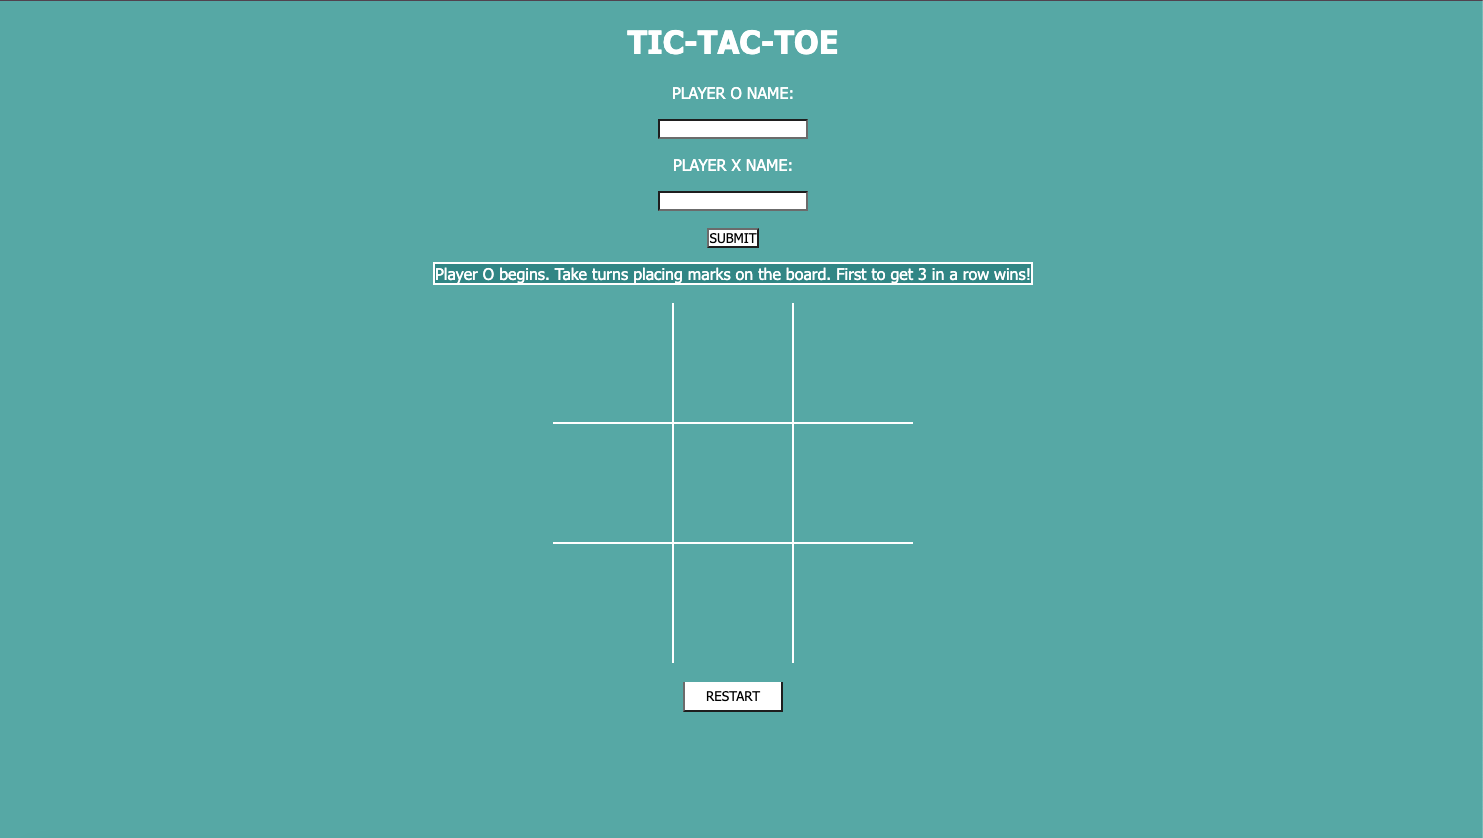 TIC-TAC-TOE
PLAYER O NAME:
PLAYER X NAME:
SUBMIT
Player O begins. Take turns placing marks on the board. First to get 3 in a row wins!
RESTART